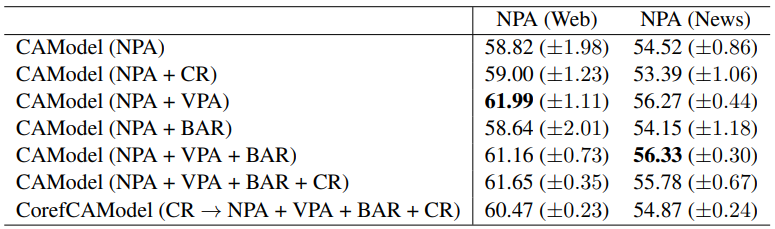 NPA (Web) NPA (News)
CAModel (NPA) 58.82 (±1.98) 54.52 (±0.86)
CAModel (NPA + CR) 59.00 (±1.23) 53.39 (±1.06)
CAModel (NPA + VPA) 61.99 (±1.11) 56.27 (±0.44)
CAModel (NPA + BAR) 58.64 (±2.01) 54.15 (±1.18)
CAModel (NPA + VPA + BAR) 61.16 (±0.73) 56.33 (±0.30)
CAModel (NPA + VPA + BAR + CR) 61.65 (±0.35) 55.78 (±0.67)
CorefCAModel (CR → NPA + VPA + BAR + CR) 60.47 (±0.23) 54.87 (±0.24)